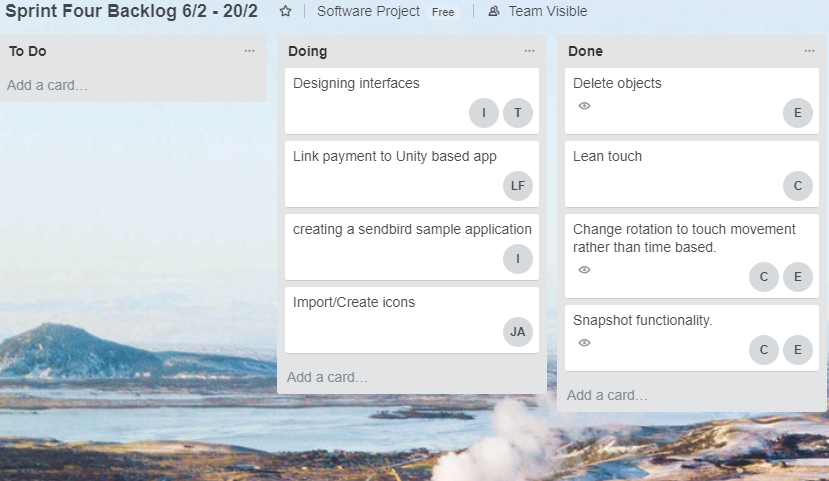 Sprint Four Backlog 6/2 - 20/2
Software Project Free
Team Visible
To Do
Add a card...
Doing
Designing interfaces
I T
Link payment to Unity based app
LF
creating a sendbird sample application
I
Import/Create icons
JA
Add a card...
Done
Delete objects
E
Lean touch
C
Change rotation to touch movement
rather than time based.
C E
Snapshot functionality.
C E
Add a card...